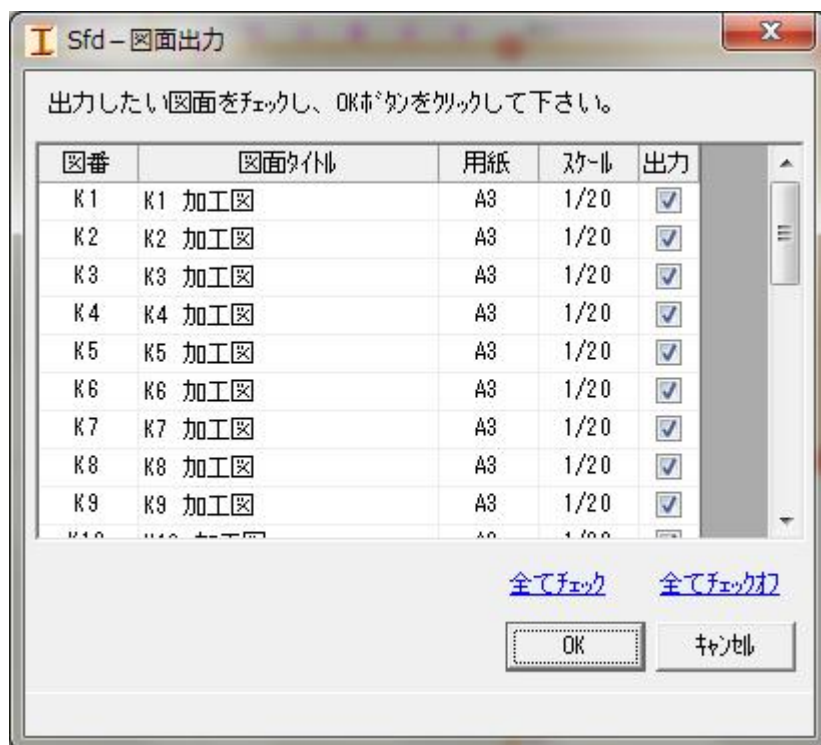 Sfd – 図面出力
出力したい図面をﾁｪｯｸし、OKﾎﾞﾀﾝをｸﾘｯｸして下さい。
図番 図面ﾀｲﾄﾙ 用紙 ｽｹｰﾙ 出力
K1 K1 加工図 A3 1/20
K2 K2 加工図 A3 1/20
K3 K3 加工図 A3 1/20
K4 K4 加工図 A3 1/20
K5 K5 加工図 A3 1/20
K6 K6 加工図 A3 1/20
K7 K7 加工図 A3 1/20
K8 K8 加工図 A3 1/20
K9 K9 加工図 A3 1/20
全てﾁｪｯｸ 全てﾁｪｯｸｵﾌ
OK ｷｬﾝｾﾙ